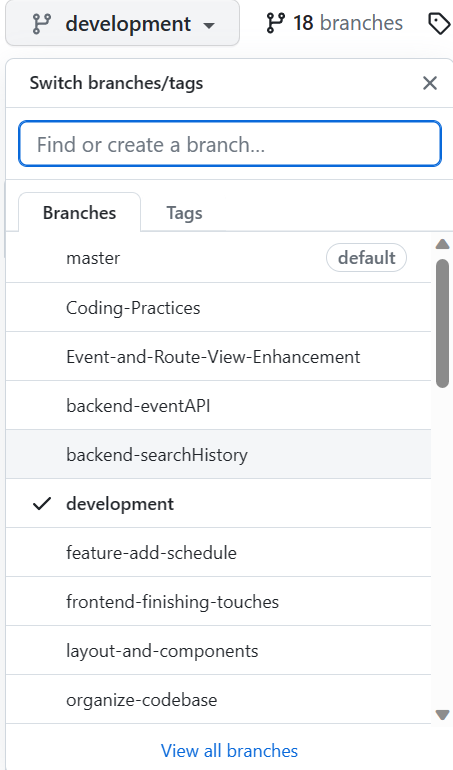 development 18 branches
Switch branches/tags
Find or create a branch...
Branches Tags
master default
Coding-Practices
Event-and-Route-View-Enhancement
backend-eventAPI
backend-searchHistory
development
feature-add-schedule
frontend-finishing-touches
layout-and-components
organize-codebase
View all branches